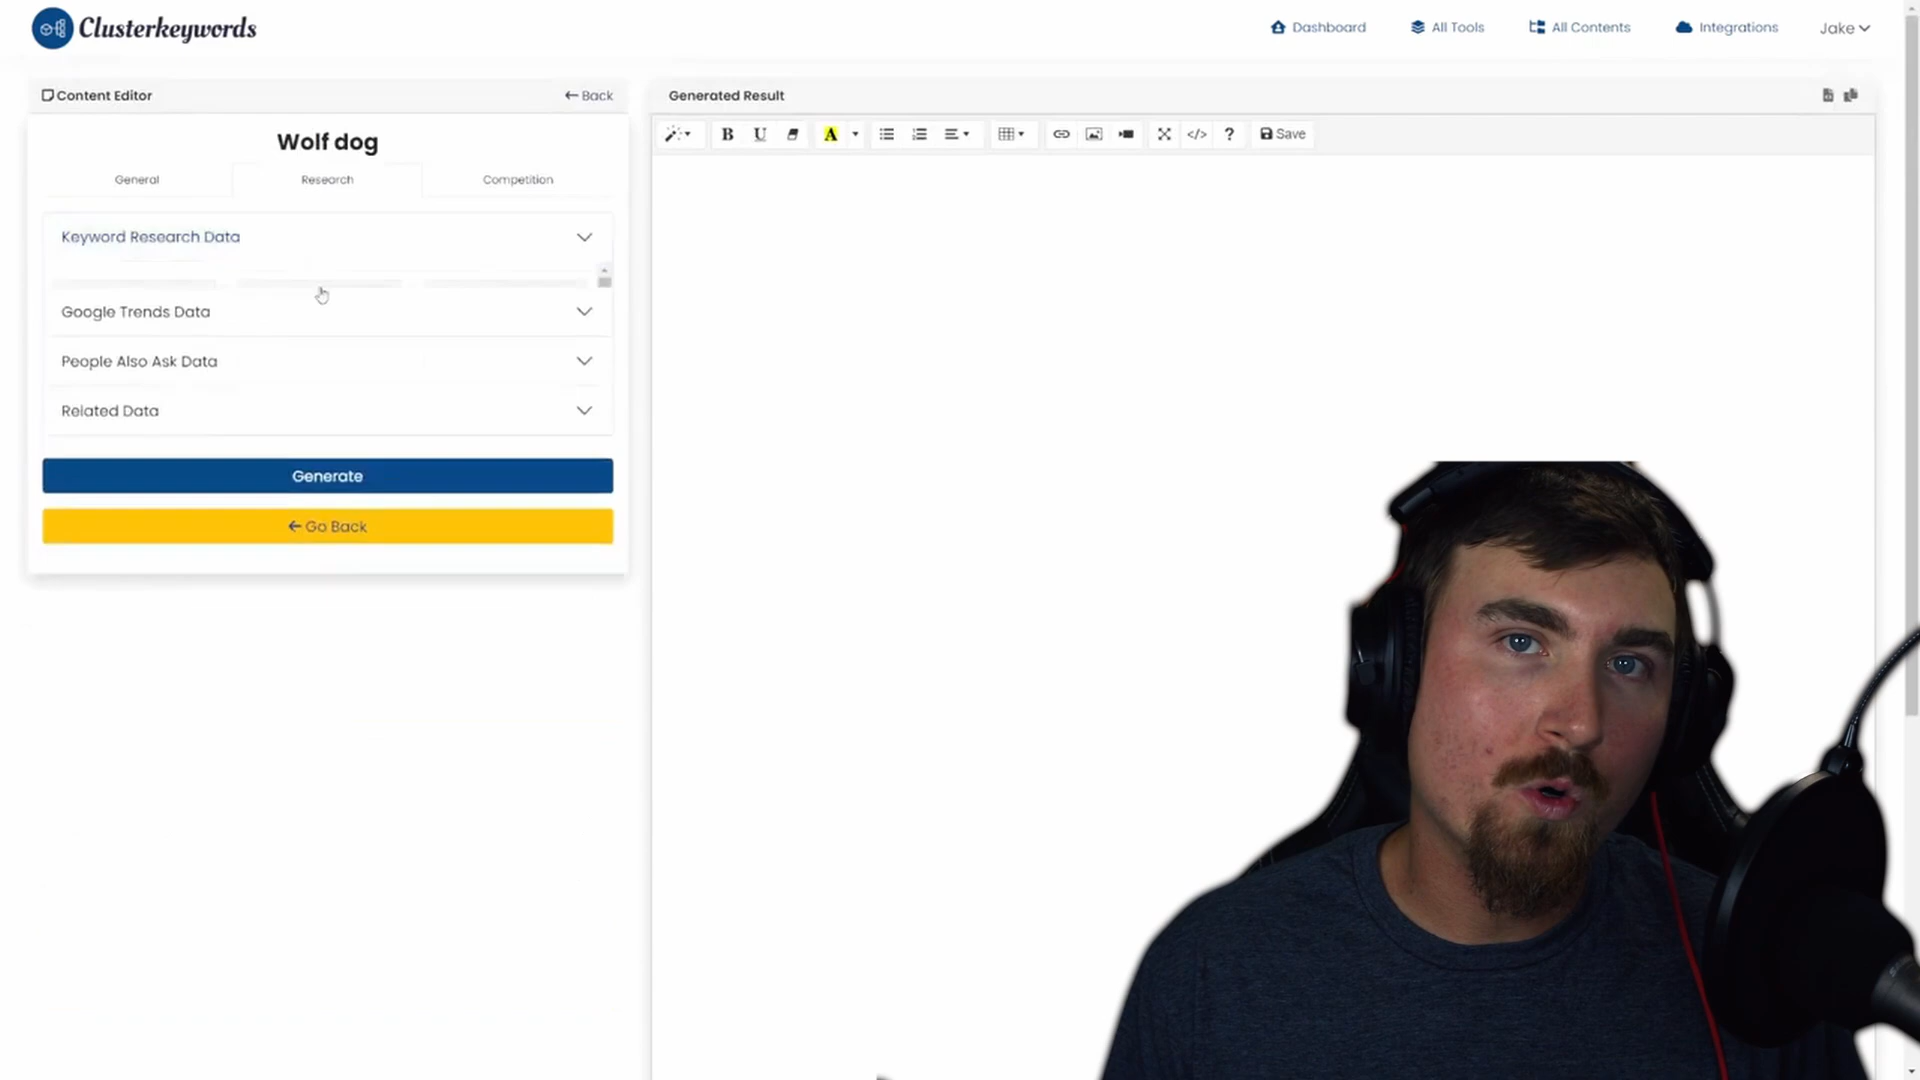 Clusterkeywords
Dashboard
All Tools
All Contents
Integrations
Jake
Content Editor
Back
Wolf dog
General
Research
Competition
Keyword Research Data
Google Trends Data
People Also Ask Data
Related Data
Generate
Go Back
Generated Result
B
U
A
</>
?
Save